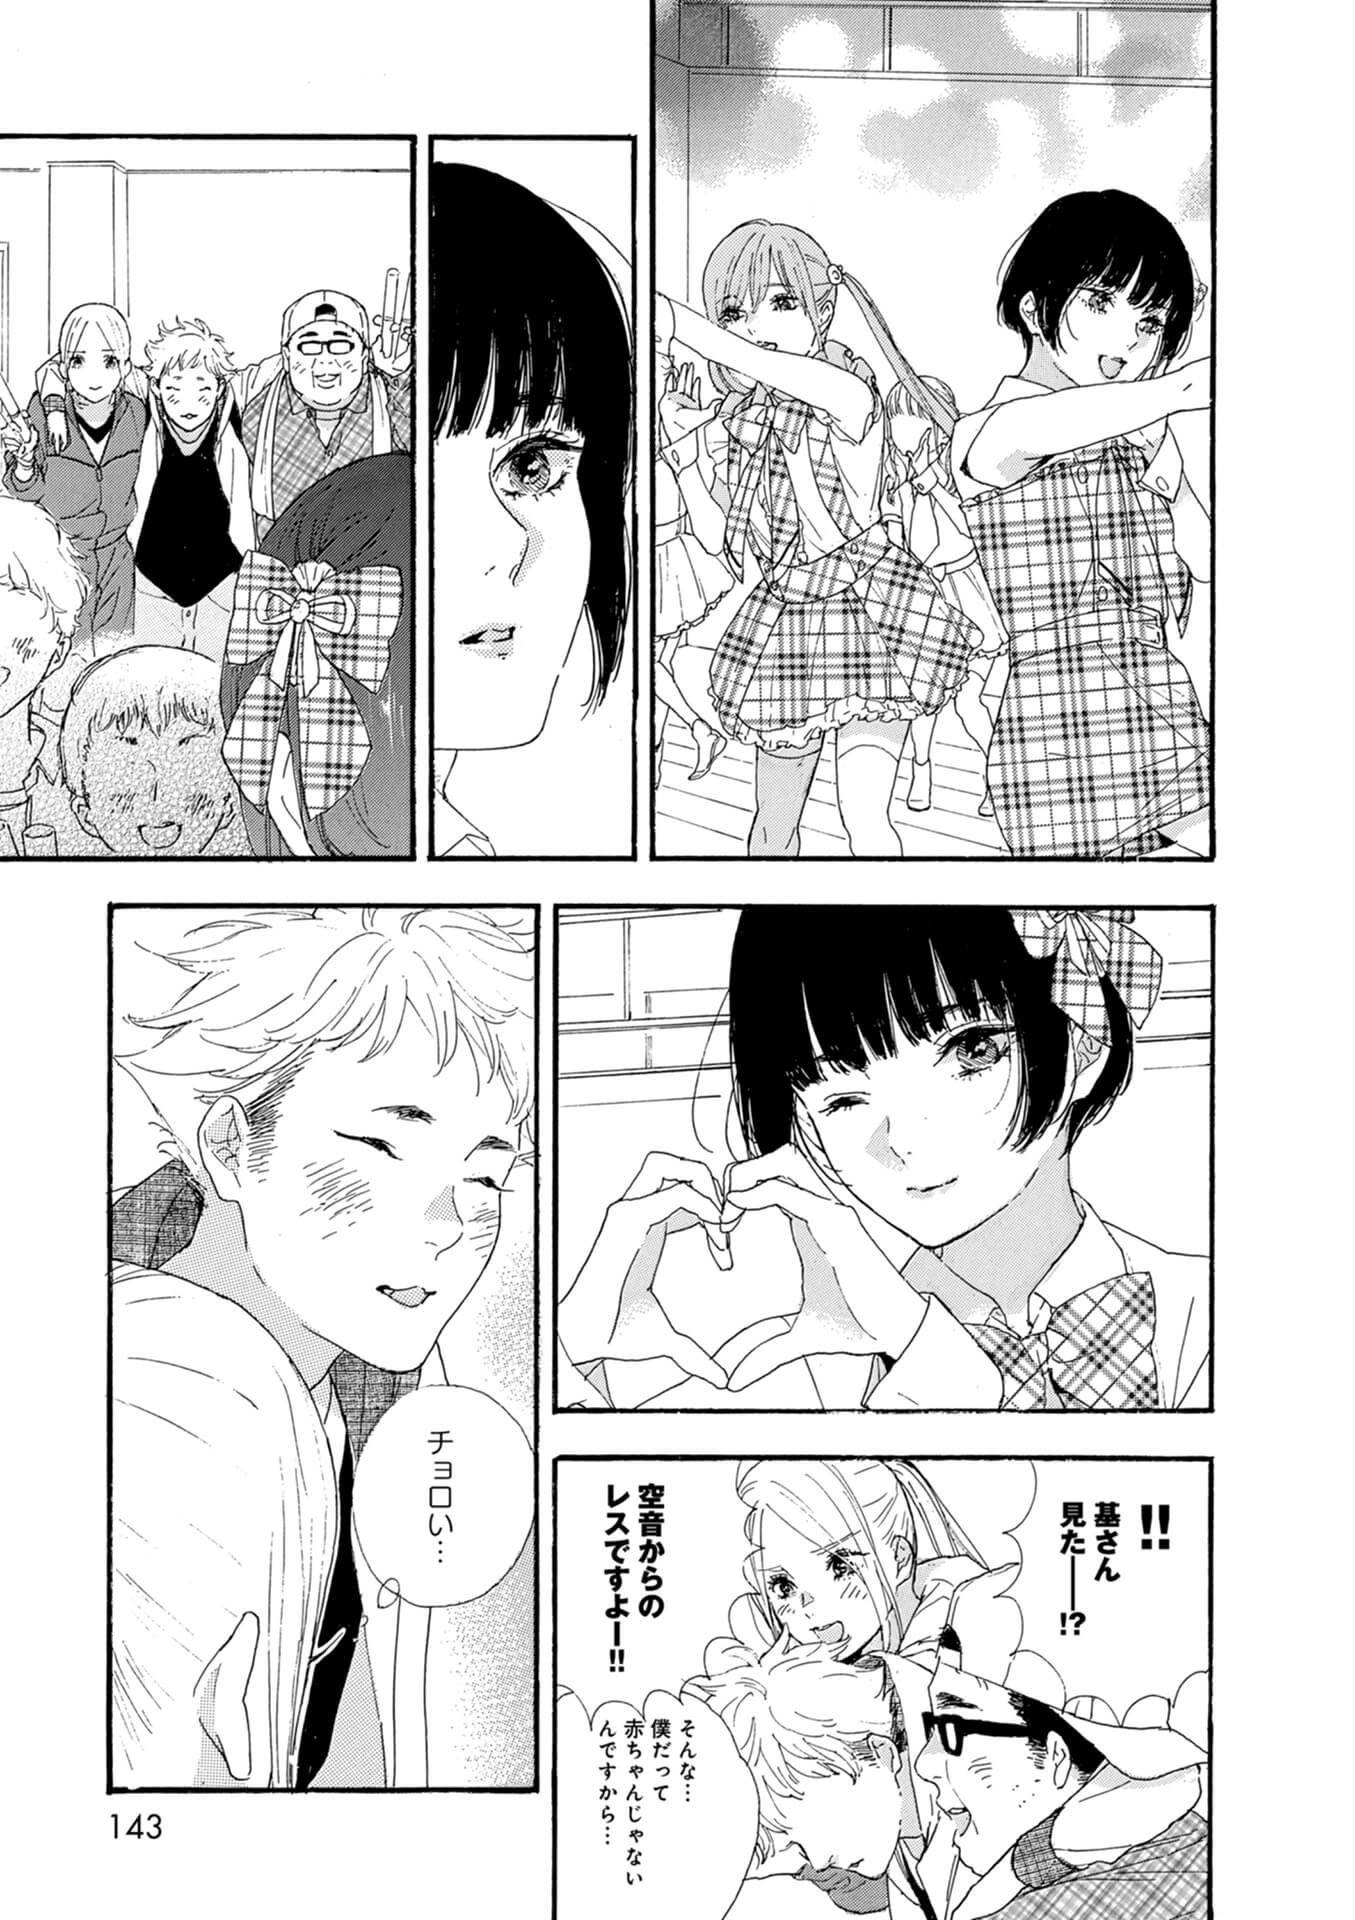 ‼
基さん
見たーー⁉
空音からの
レスですよー‼
そんな…
僕だって
赤ちゃんじゃない
んですから…
チョロい…
143